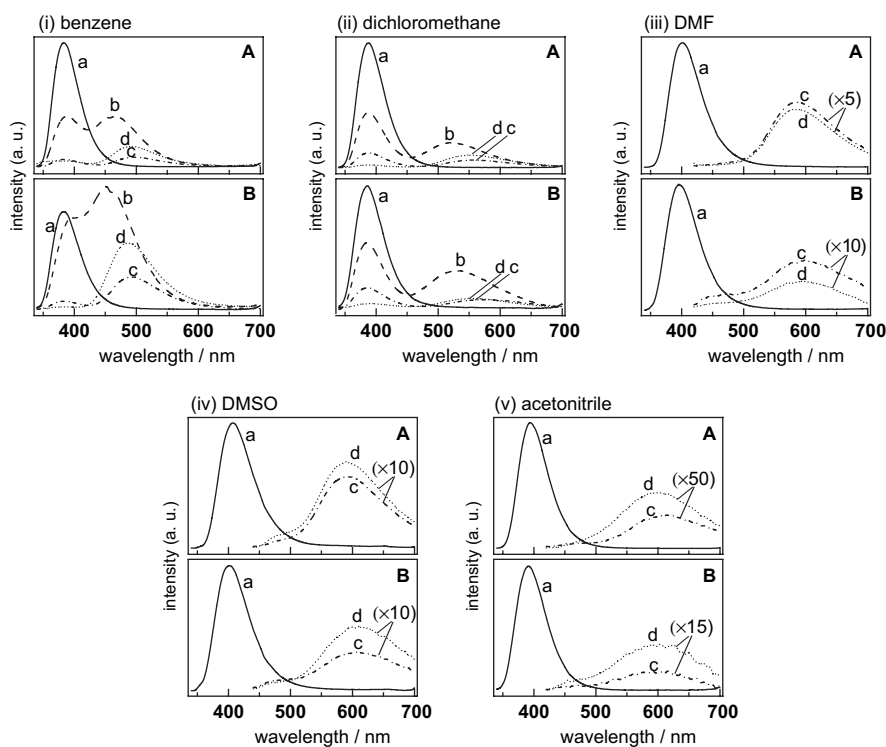 (i) benzene
(ii) dichloromethane
(iii) DMF
intensity (a. u.)
A
a
b
d
c
B
a
b
d
c
A
a
b
d c
B
a
b
d c
intensity (a. u.)
A
a
c
d
(×5)
B
a
c
d
(×10)
400 500 600 700
400 500 600 700
400 500 600 700
wavelength / nm
wavelength / nm
wavelength / nm
(iv) DMSO
(v) acetonitrile
intensity (a. u.)
A
a
d
c
(×10)
B
a
d
c
(×10)
intensity (a. u.)
A
a
d
c
(×50)
B
a
d
c
(×15)
400 500 600 700
400 500 600 700
wavelength / nm
wavelength / nm